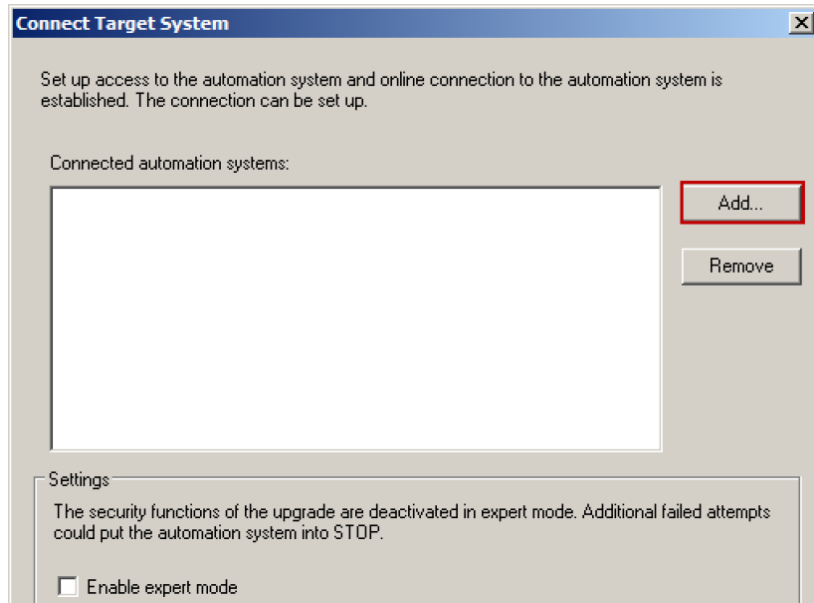 Connect Target System
Set up access to the automation system and online connection to the automation system is
established. The connection can be set up.
Connected automation systems:
Add...
Remove
Settings
The security functions of the upgrade are deactivated in expert mode. Additional failed attempts
could put the automation system into STOP.
Enable expert mode